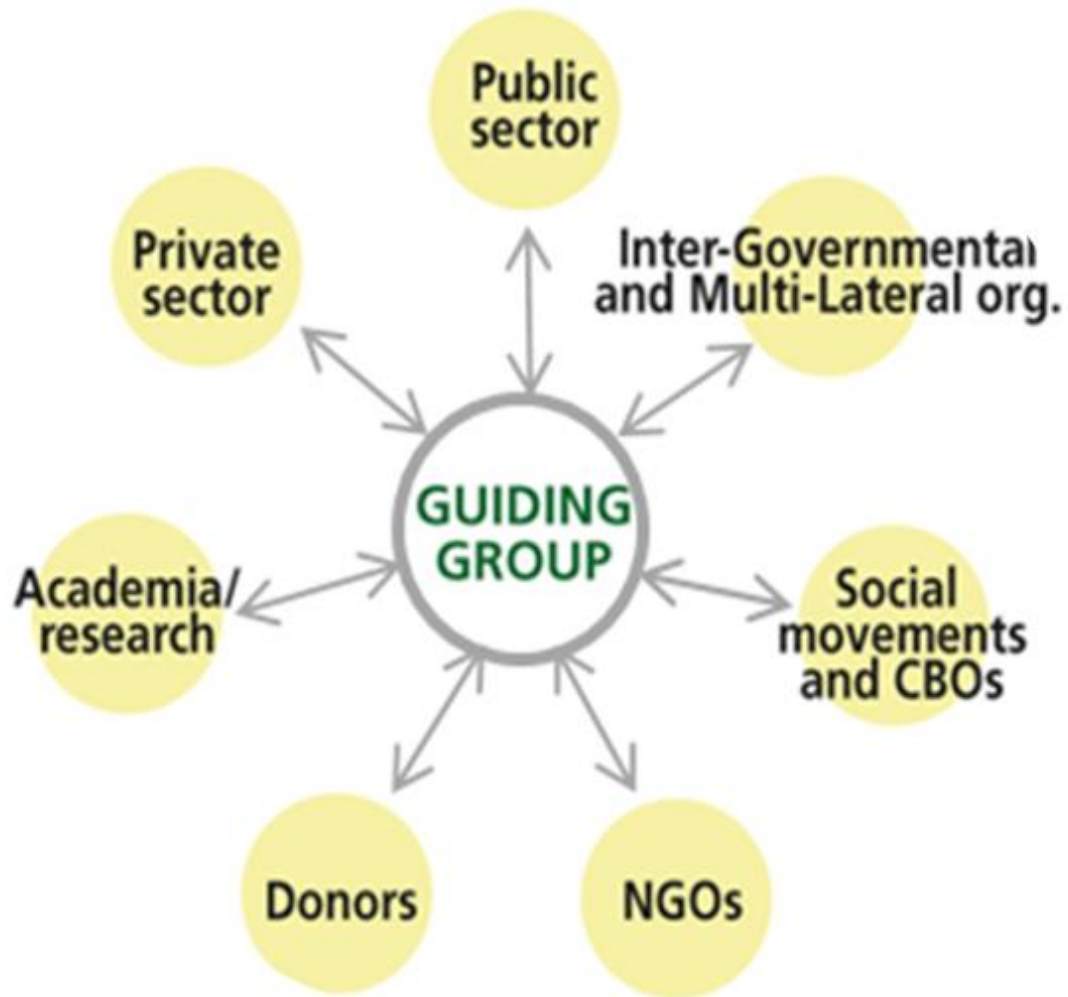 Public
sector
Private
sector
Inter-Governmental
and Multi-Lateral org.
GUIDING
GROUP
Academia/
research
Social
movements
and CBOs
Donors
NGOs